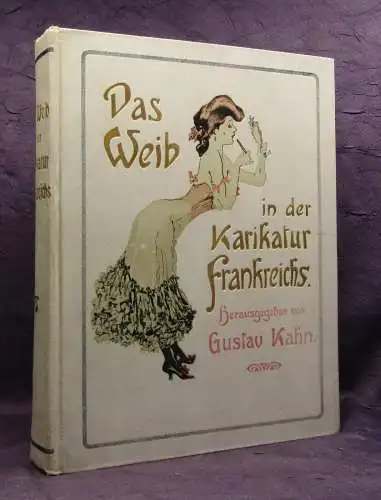 Das
Weib
in der
Karikatur
Frankreichs.
Herausgegeben von
Gustav Kahn.